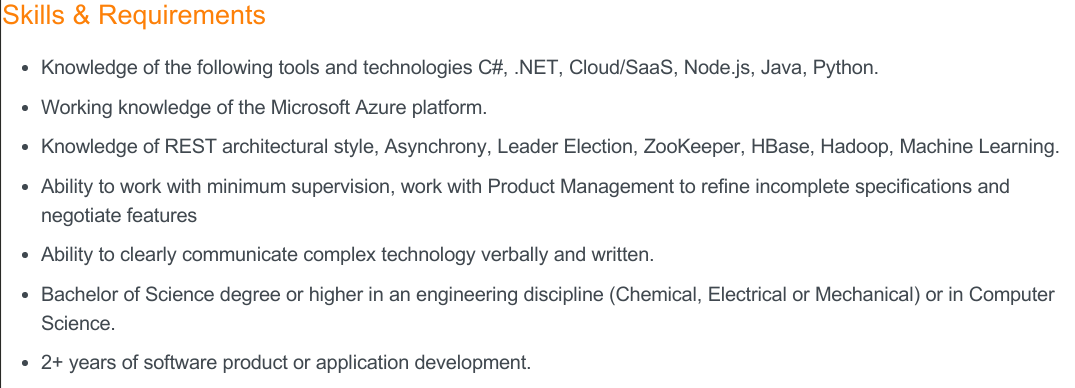 Skills & Requirements
• Knowledge of the following tools and technologies C#, .NET, Cloud/SaaS, Node.js, Java, Python.
• Working knowledge of the Microsoft Azure platform.
• Knowledge of REST architectural style, Asynchrony, Leader Election, ZooKeeper, HBase, Hadoop, Machine Learning.
• Ability to work with minimum supervision, work with Product Management to refine incomplete specifications and
negotiate features
• Ability to clearly communicate complex technology verbally and written.
• Bachelor of Science degree or higher in an engineering discipline (Chemical, Electrical or Mechanical) or in Computer
Science.
• 2+ years of software product or application development.